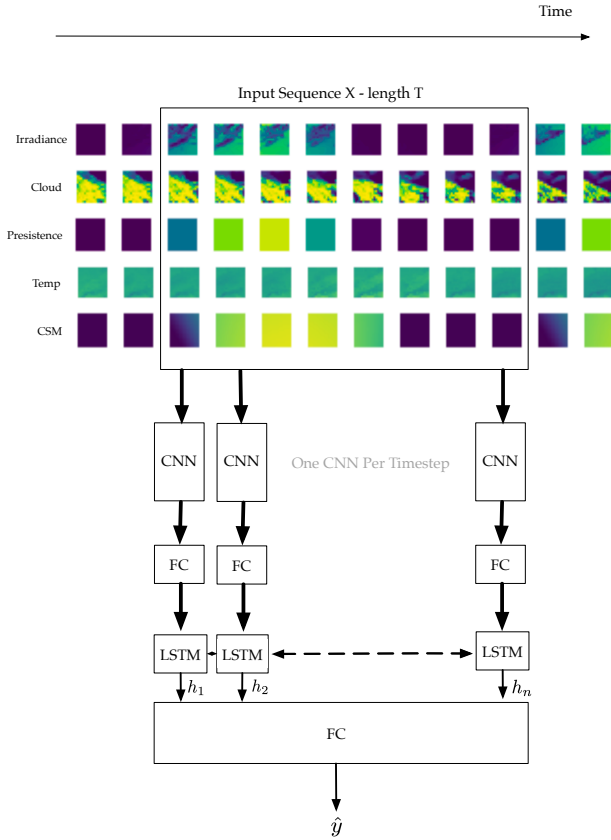 Time
Input Sequence X - length T
Irradiance
Cloud
Presistence
Temp
CSM
CNN CNN One CNN Per Timestep CNN
FC FC FC
LSTM LSTM LSTM
h₁ h₂ hₙ
FC
ŷ